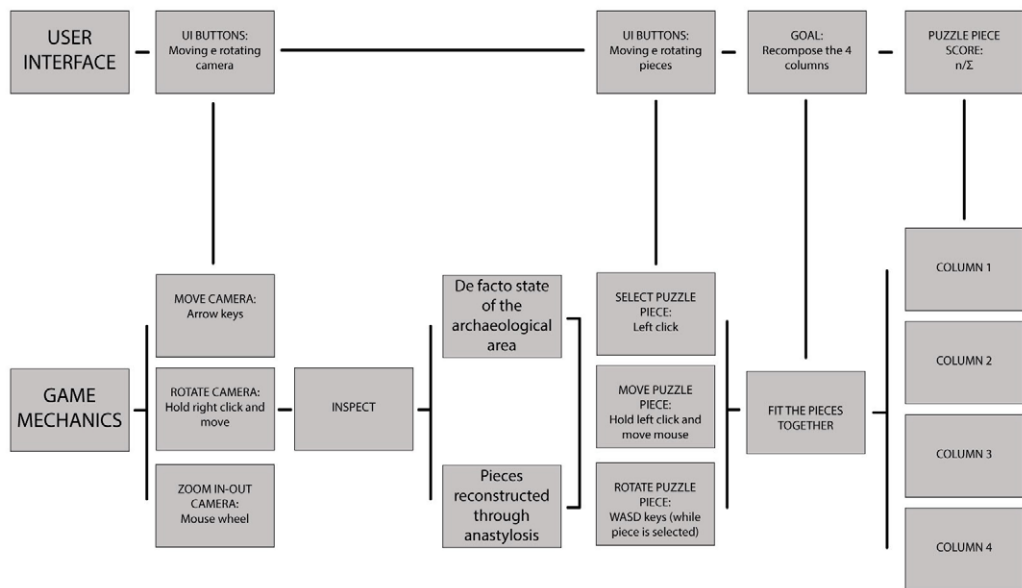 USER
INTERFACE
UI BUTTONS:
Moving e rotating
camera
UI BUTTONS:
Moving e rotating
pieces
GOAL:
Recompose the 4
columns
PUZZLE PIECE
SCORE:
n/Σ
GAME
MECHANICS
MOVE CAMERA:
Arrow keys
ROTATE CAMERA:
Hold right click and
move
ZOOM IN-OUT
CAMERA:
Mouse wheel
INSPECT
De facto state
of the
archaeological
area
Pieces
reconstructed
through
anastylosis
SELECT PUZZLE
PIECE:
Left click
MOVE PUZZLE
PIECE:
Hold left click and
move mouse
ROTATE PUZZLE
PIECE:
WASD keys (while
piece is selected)
FIT THE PIECES
TOGETHER
COLUMN 1
COLUMN 2
COLUMN 3
COLUMN 4